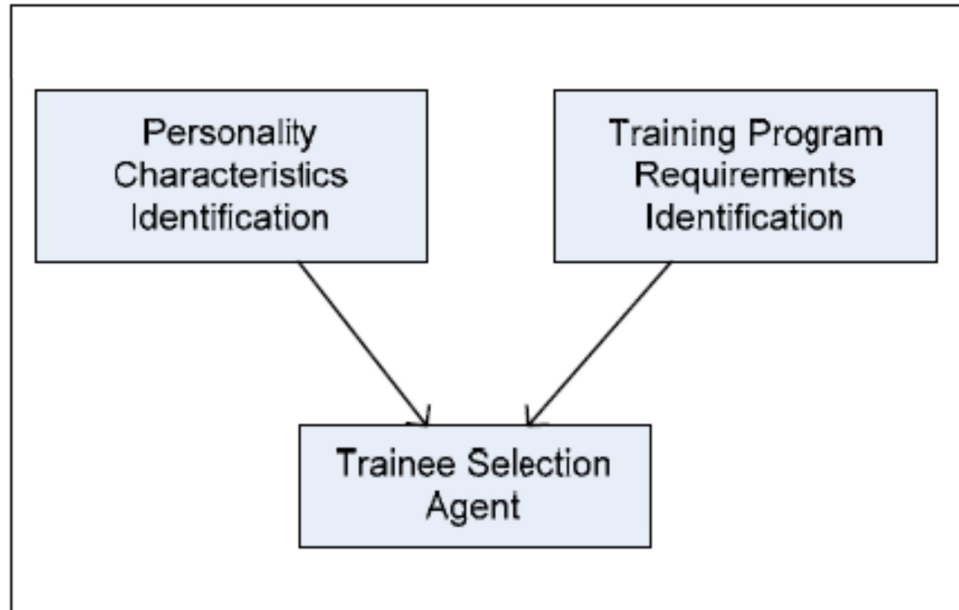 Personality
Characteristics
Identification
Training Program
Requirements
Identification
Trainee Selection
Agent